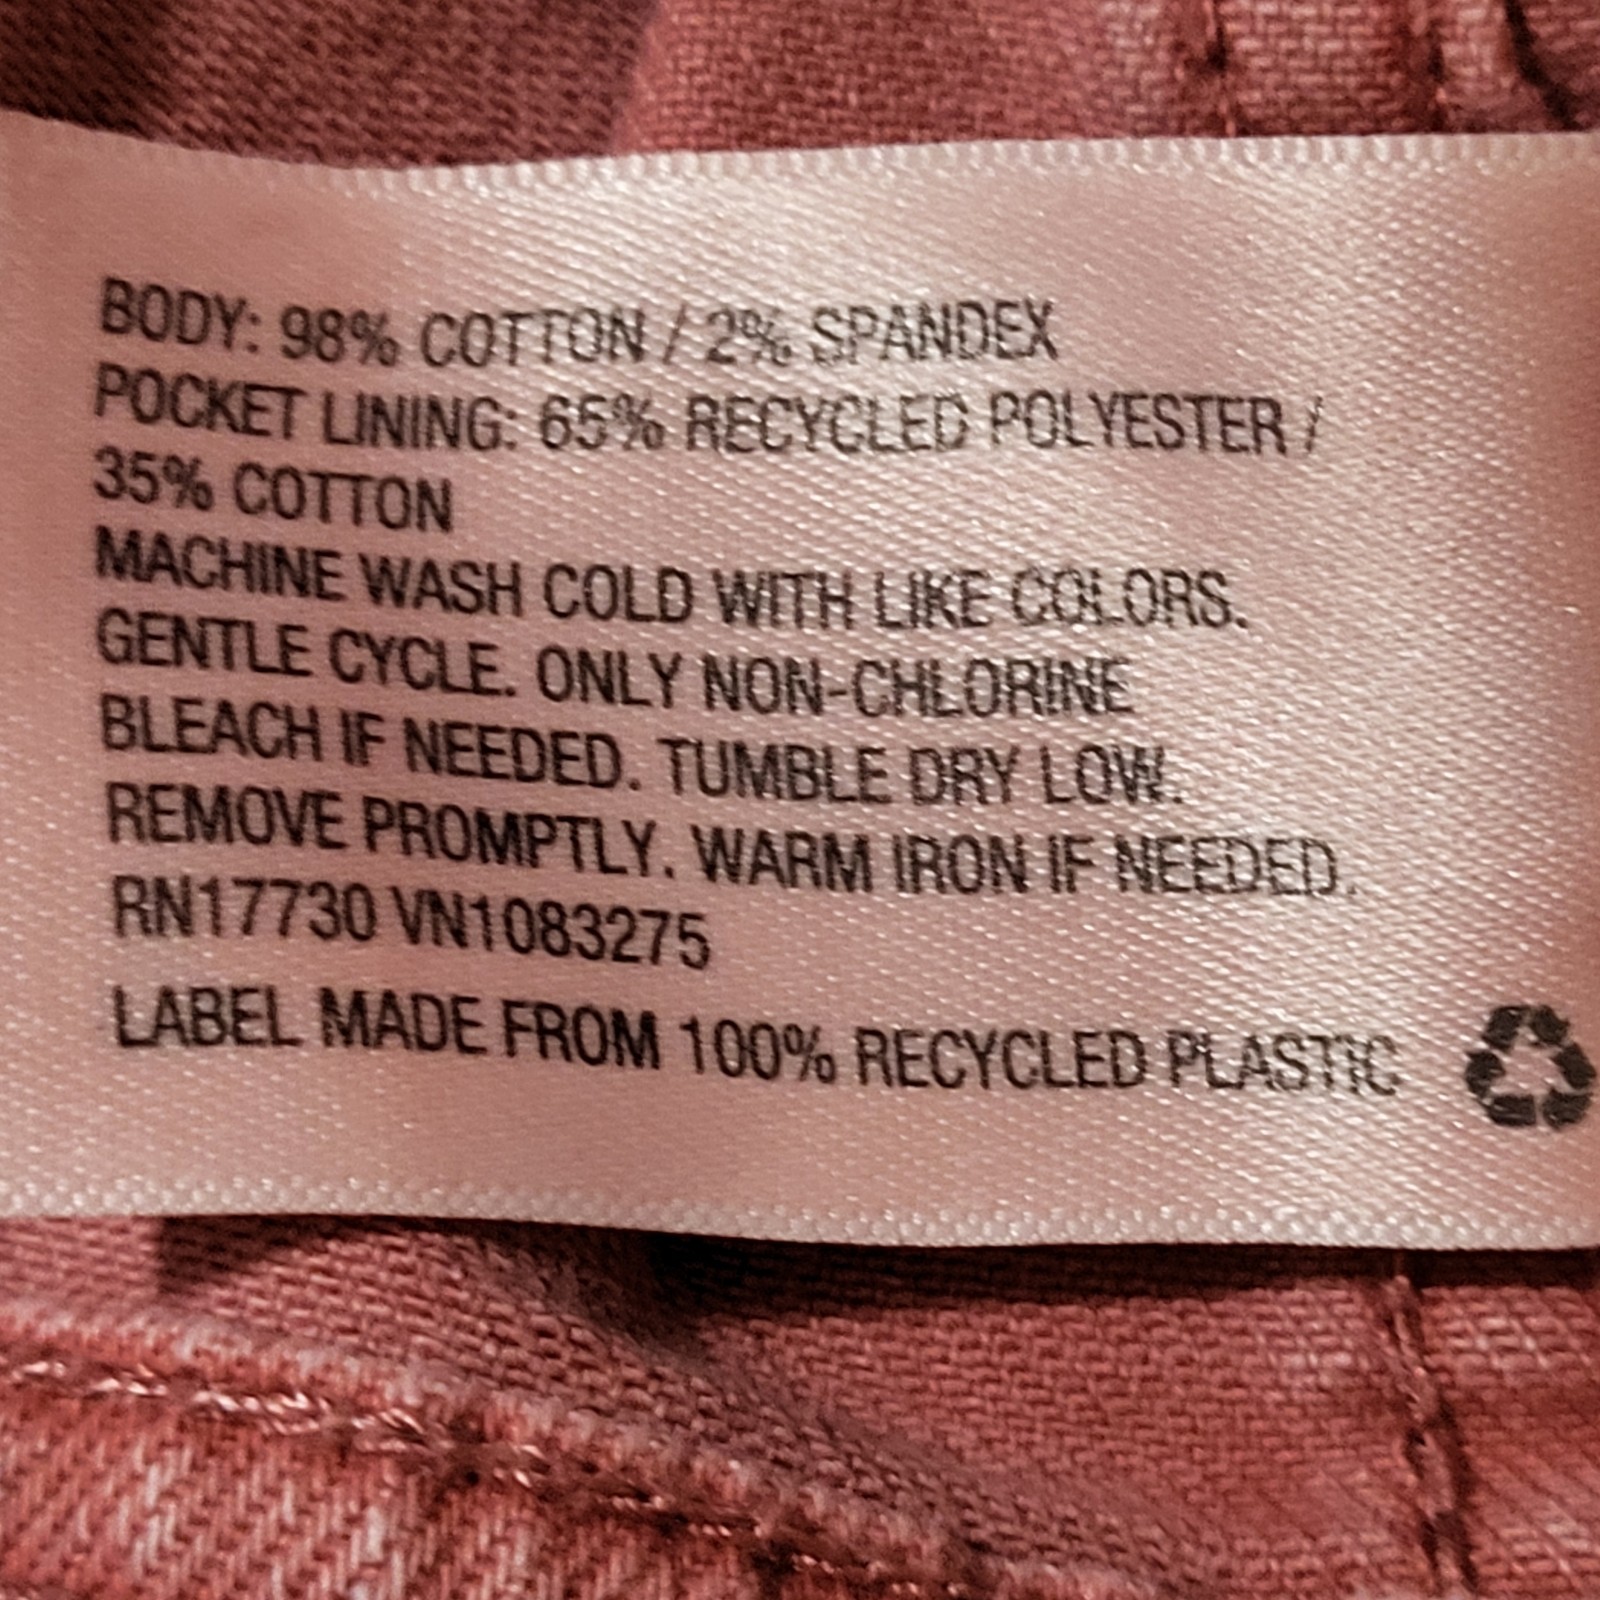 BODY: 98% COTTON / 2% SPANDEX
POCKET LINING: 65% RECYCLED POLYESTER /
35% COTTON
MACHINE WASH COLD WITH LIKE COLORS.
GENTLE CYCLE. ONLY NON-CHLORINE
BLEACH IF NEEDED. TUMBLE DRY LOW.
REMOVE PROMPTLY. WARM IRON IF NEEDED.
RN17730 VN1083275
LABEL MADE FROM 100% RECYCLED PLASTIC